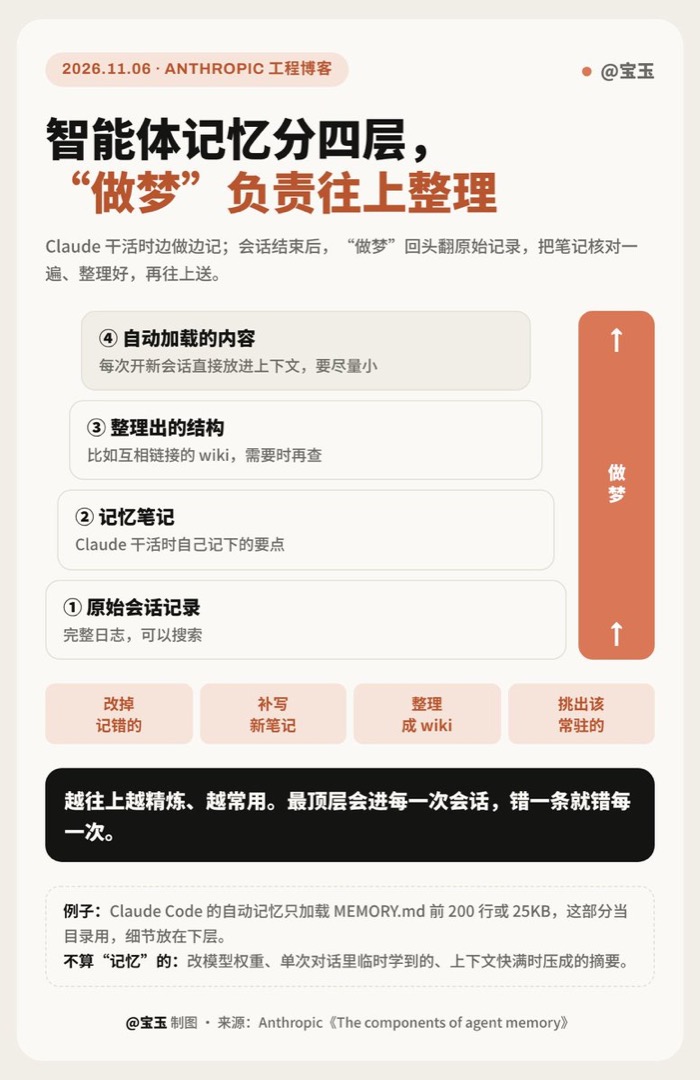 2026.11.06 · ANTHROPIC 工程博客
@宝玉
智能体记忆分四层，
“做梦”负责往上整理
Claude 干活时边做边记；会话结束后，“做梦”回头翻原始记录，把笔记核对一
遍、整理好，再往上送。
④ 自动加载的内容
每次开新会话直接放进上下文，要尽量小
③ 整理出的结构
比如互相链接的 wiki，需要时再查
② 记忆笔记
Claude 干活时自己记下的要点
① 原始会话记录
完整日志，可以搜索
↑
做
梦
↑
改掉
记错的
补写
新笔记
整理
成 wiki
挑出该
常驻的
越往上越精炼、越常用。最顶层会进每一次会话，错一条就错每
一次。
例子：Claude Code 的自动记忆只加载 MEMORY.md 前 200 行或 25KB，这部分当
目录用，细节放在下层。
不算“记忆”的：改模型权重、单次对话里临时学到的、上下文快满时压成的摘要。
@宝玉 制图 · 来源：Anthropic《The components of agent memory》